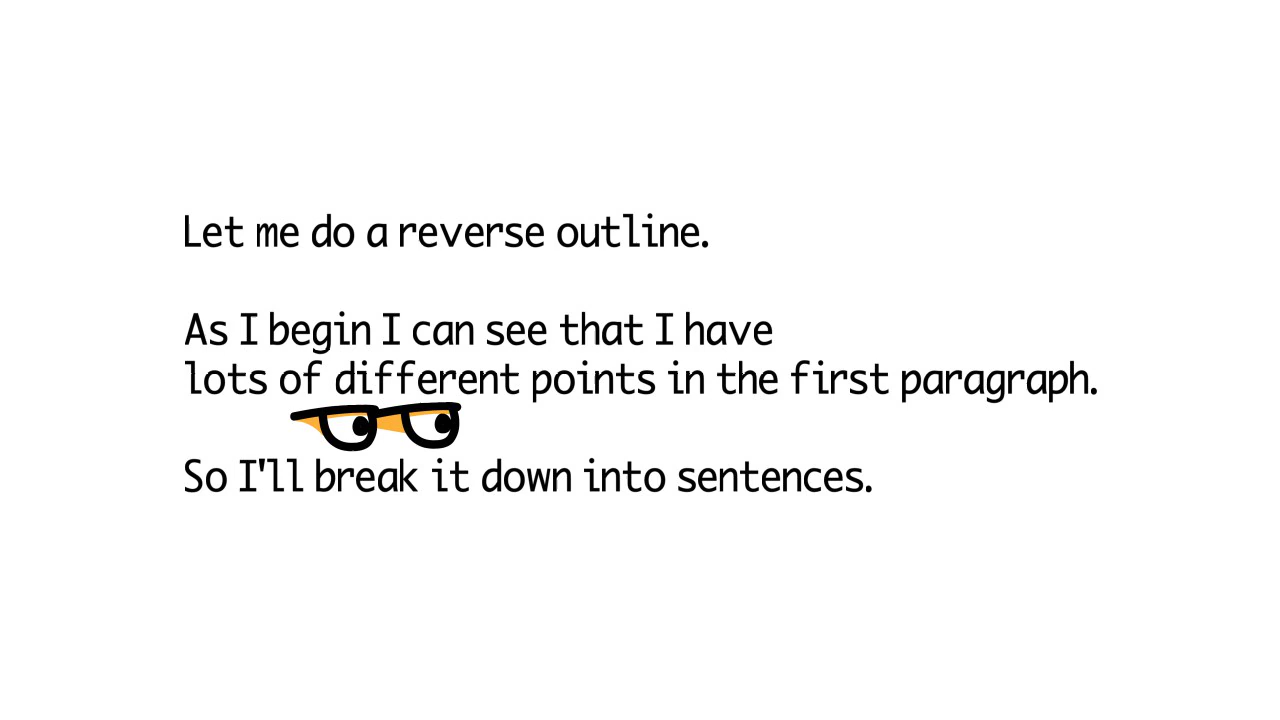 Let me do a reverse outline.
As I begin I can see that I have
lots of different points in the first paragraph.
So I'll break it down into sentences.